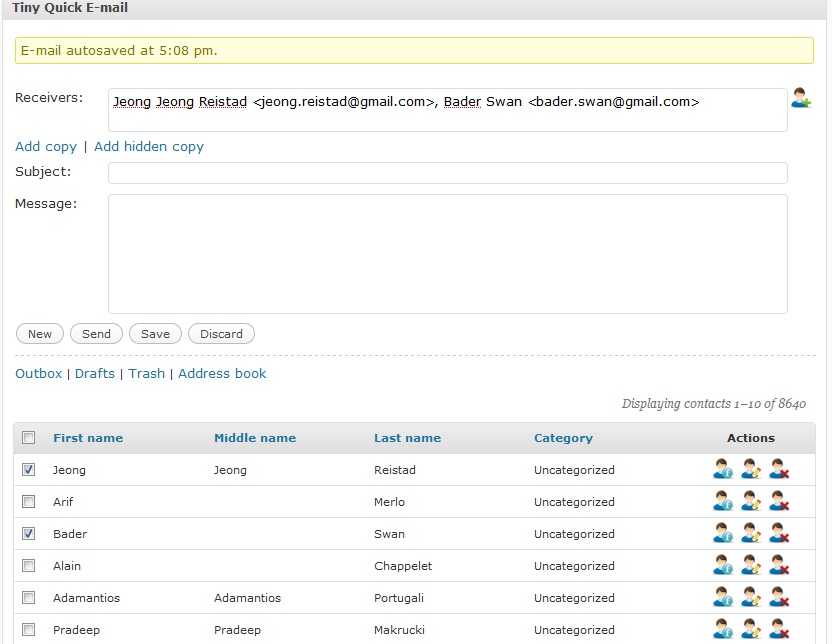 Tiny Quick E-mail
E-mail autosaved at 5:08 pm.
Receivers: Jeong Jeong Reistad <jeong.reistad@gmail.com>, Bader Swan <bader.swan@gmail.com>
Add copy | Add hidden copy
Subject:
Message:
New Send Save Discard
Outbox | Drafts | Trash | Address book
Displaying contacts 1–10 of 8640
First name Middle name Last name Category Actions
Jeong Jeong Reistad Uncategorized
Arif Merlo Uncategorized
Bader Swan Uncategorized
Alain Chappelet Uncategorized
Adamantios Adamantios Portugali Uncategorized
Pradeep Pradeep Makrucki Uncategorized